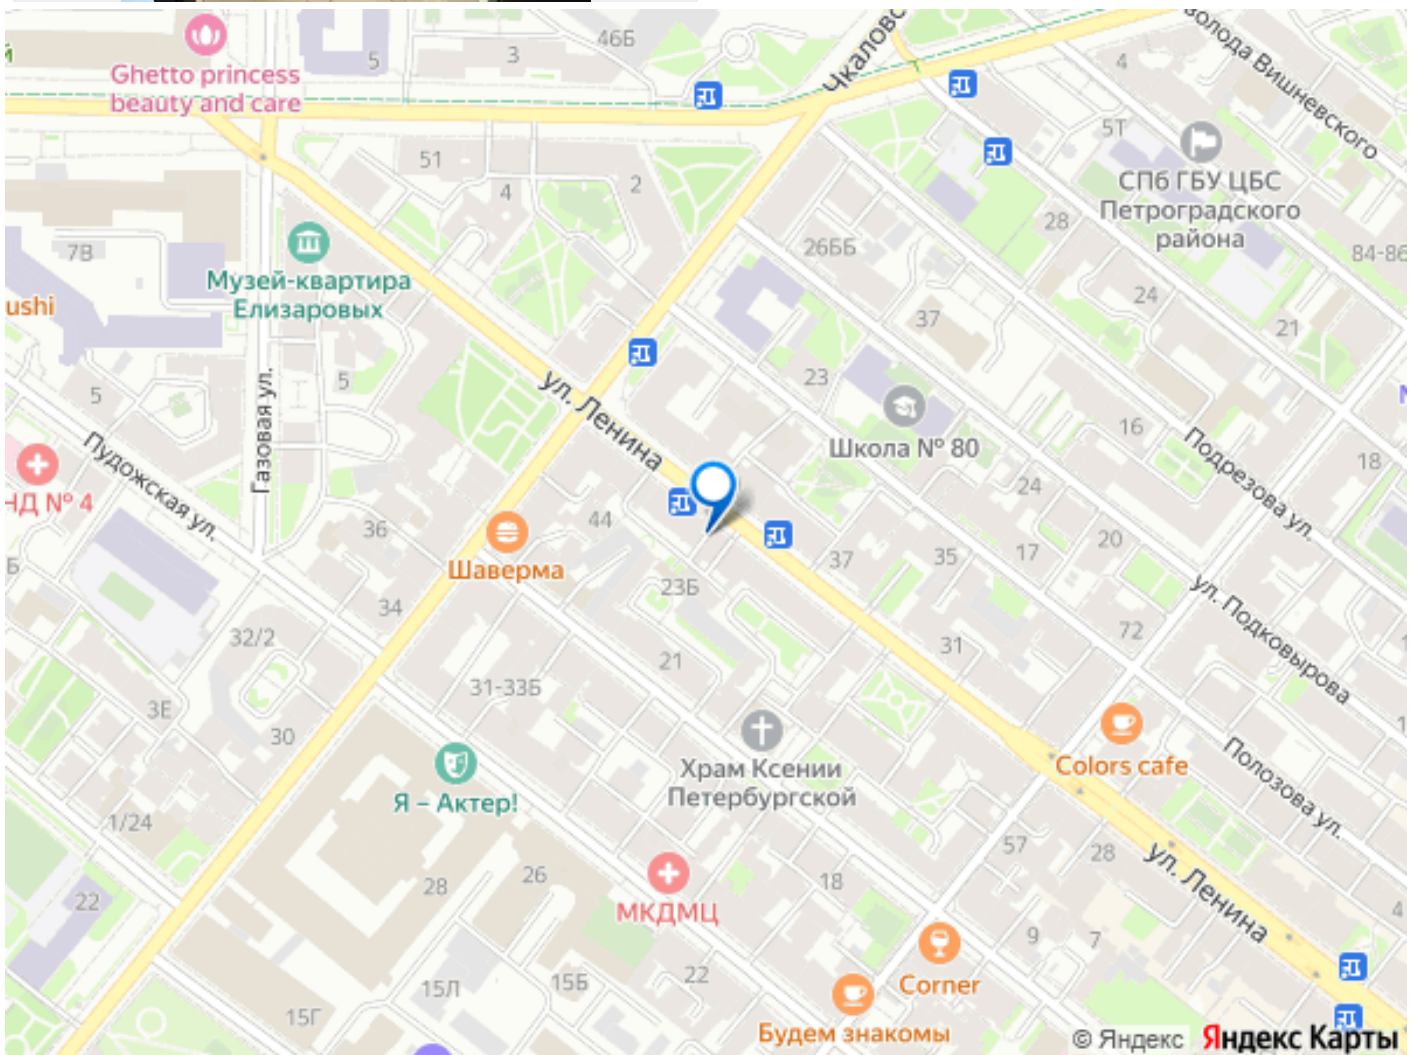 46Б
Чкаловс
золода Вишневского
й
5
3
4
Ghetto princess
beauty and care
5Т
51
СПб ГБУ ЦБС
Петроградского
района
4
2
28
7В
26ББ
84-86
Музей-квартира
Елизаровых
24
ushi
37
21
5
23
5
ул. Ленина
16
Школа № 80
Подрезова ул.
Газовая ул.
Пудожская ул.
18
НД № 4
24
44
36
20
17
35
37
Шаверма
Б
23Б
ул. Подковырова
34
72
32/2
31
21
31-33Б
3Е
30
Colors cafe
Полозова ул.
Храм Ксении
Петербургской
Я – Актер!
1/24
57
28
ул. Ленина
26
18
28
22
МКДМЦ
4
9
7
22
15Б
15Л
Corner
15Г
Будем знакомы
© Яндекс Яндекс Карты